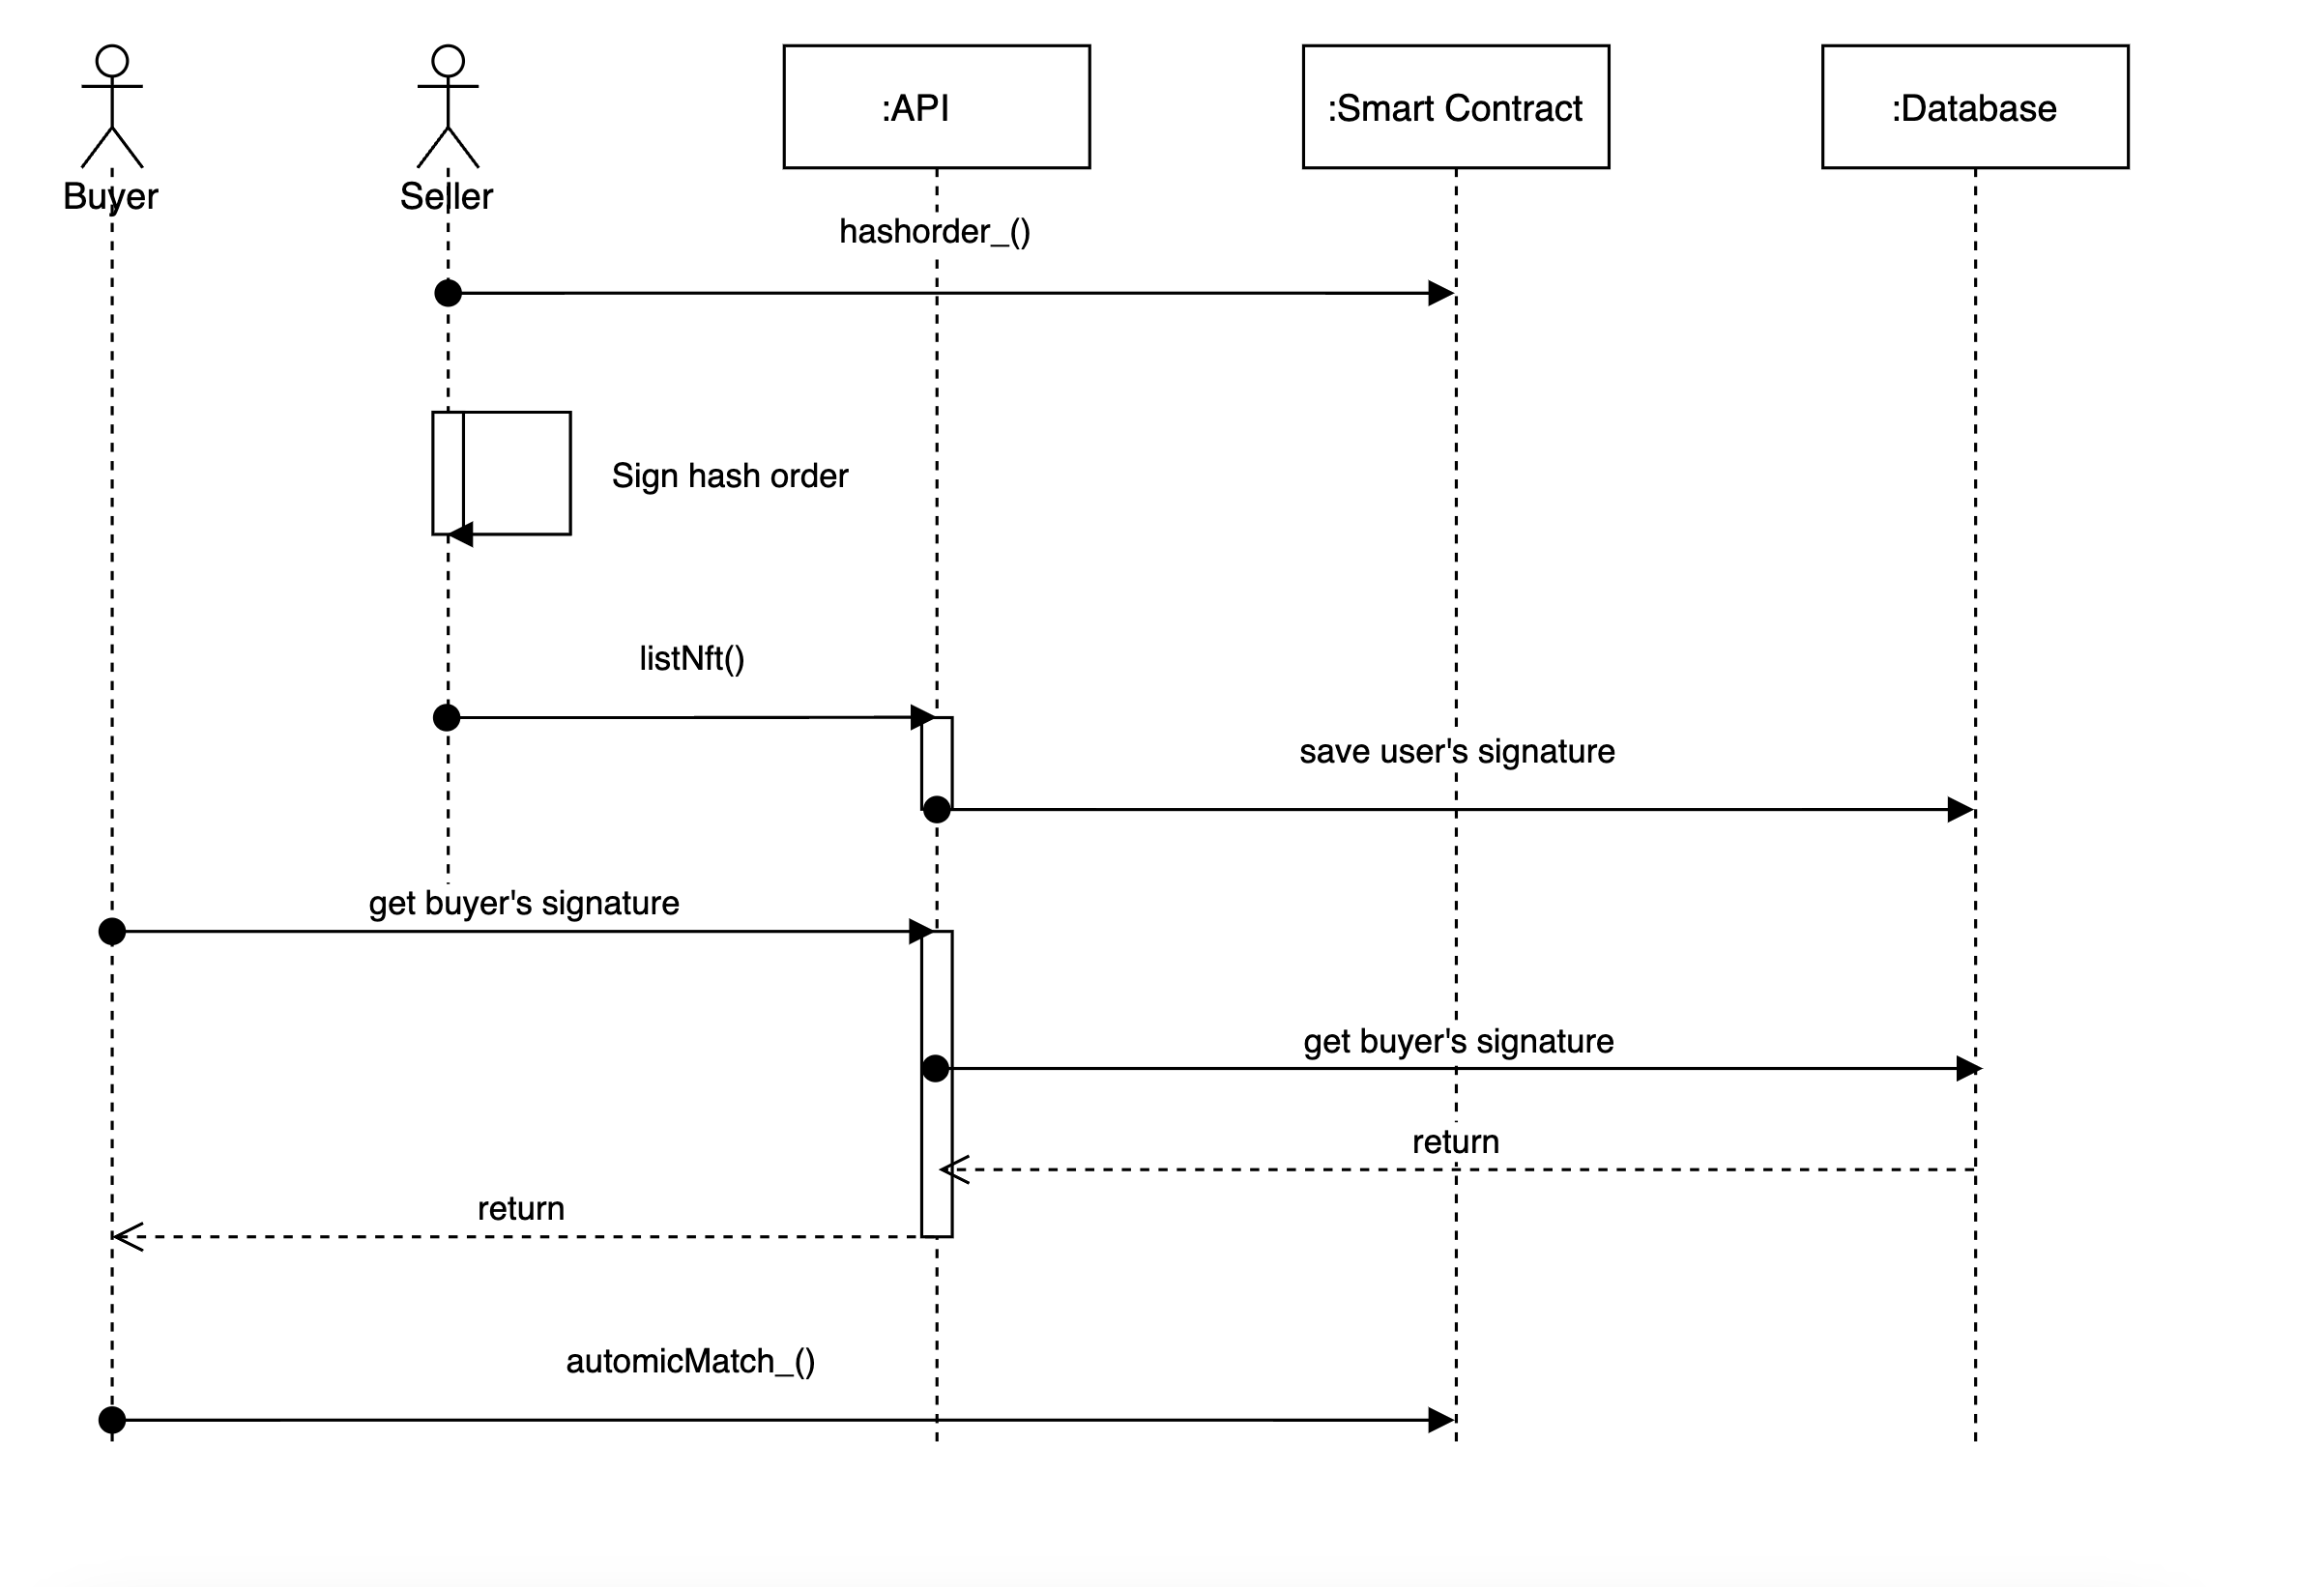 Buyer
Seller
:API
:Smart Contract
:Database
hashorder_()
Sign hash order
listNft()
save user's signature
get buyer's signature
get buyer's signature
return
return
automicMatch_()